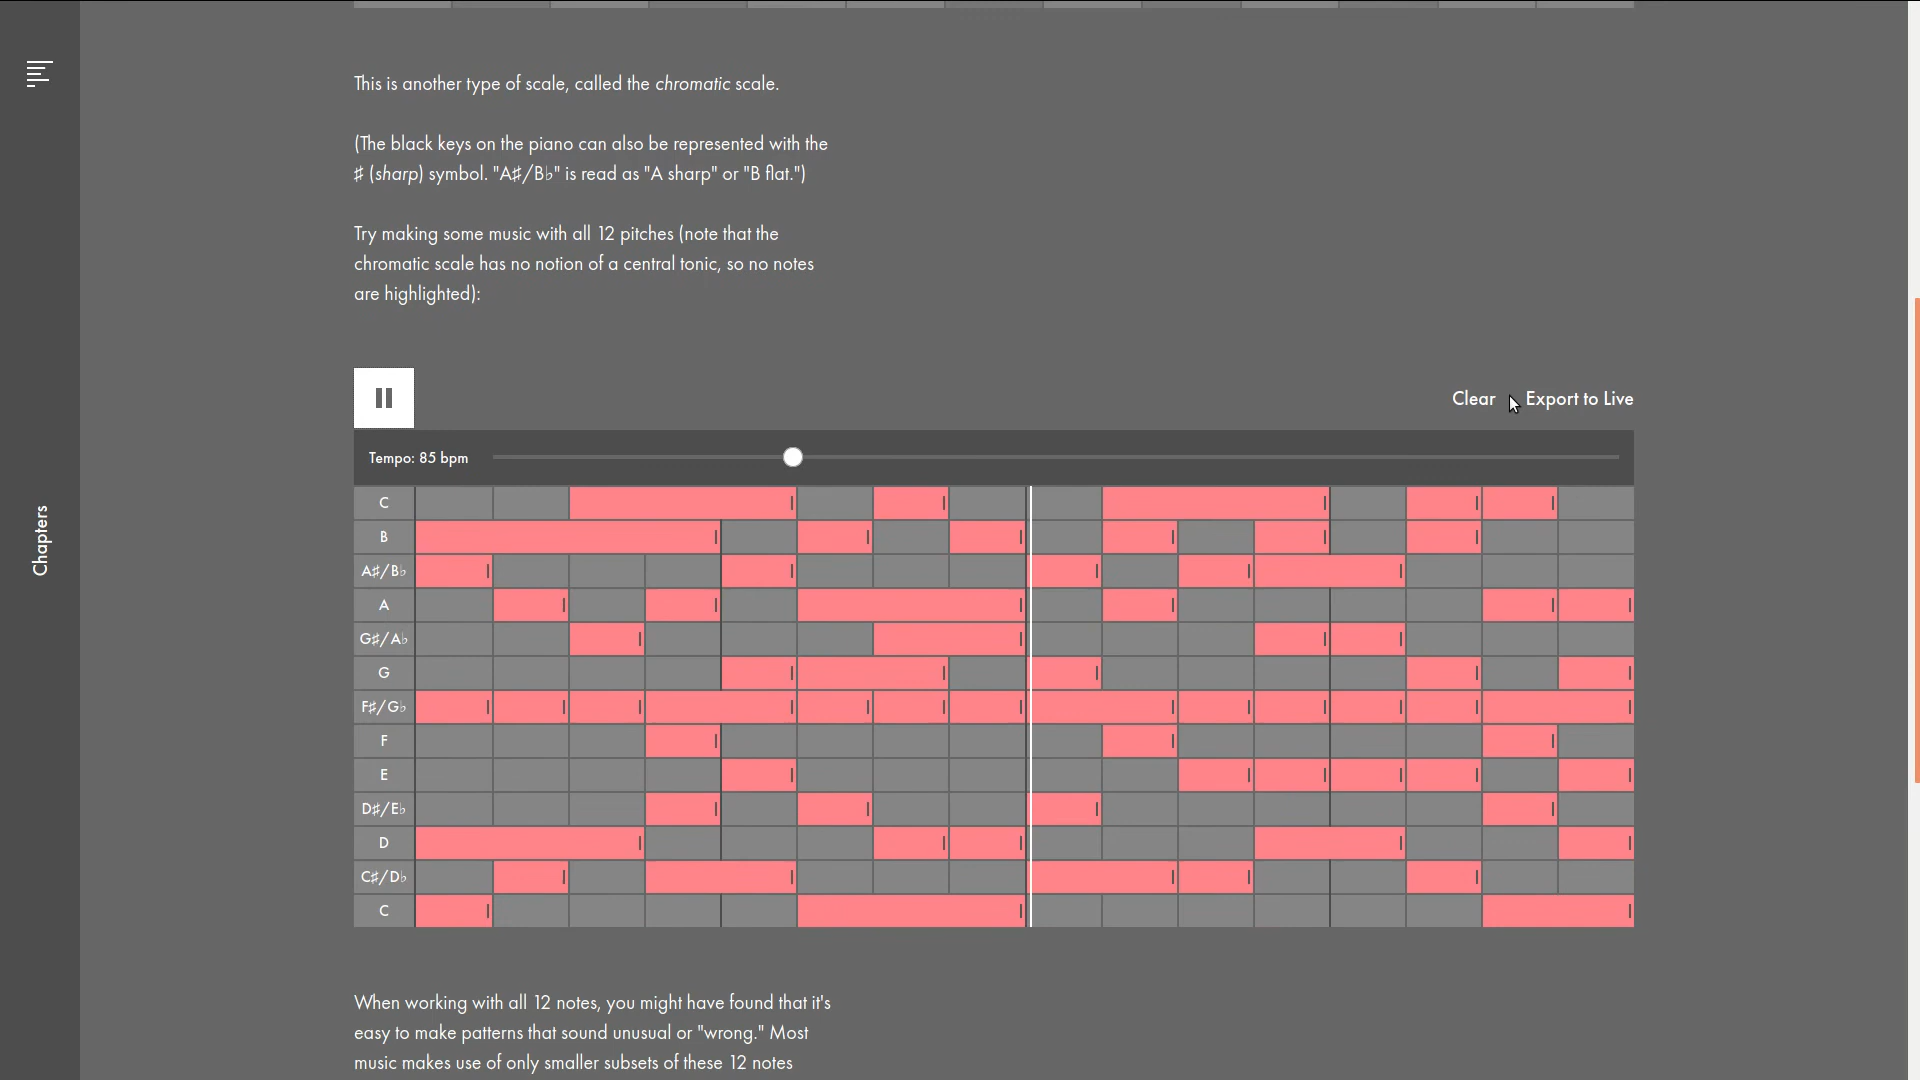 This is another type of scale, called the chromatic scale.
(The black keys on the piano can also be represented with the
♯ (sharp) symbol. "A♯/B♭" is read as "A sharp" or "B flat.")
Try making some music with all 12 pitches (note that the
chromatic scale has no notion of a central tonic, so no notes
are highlighted):
Clear
Export to Live
Tempo: 85 bpm
Chapters
C
B
A♯/B♭
A
G♯/A♭
G
F♯/G♭
F
E
D♯/E♭
D
C♯/D♭
C
When working with all 12 notes, you might have found that it's
easy to make patterns that sound unusual or "wrong." Most
music makes use of only smaller subsets of these 12 notes